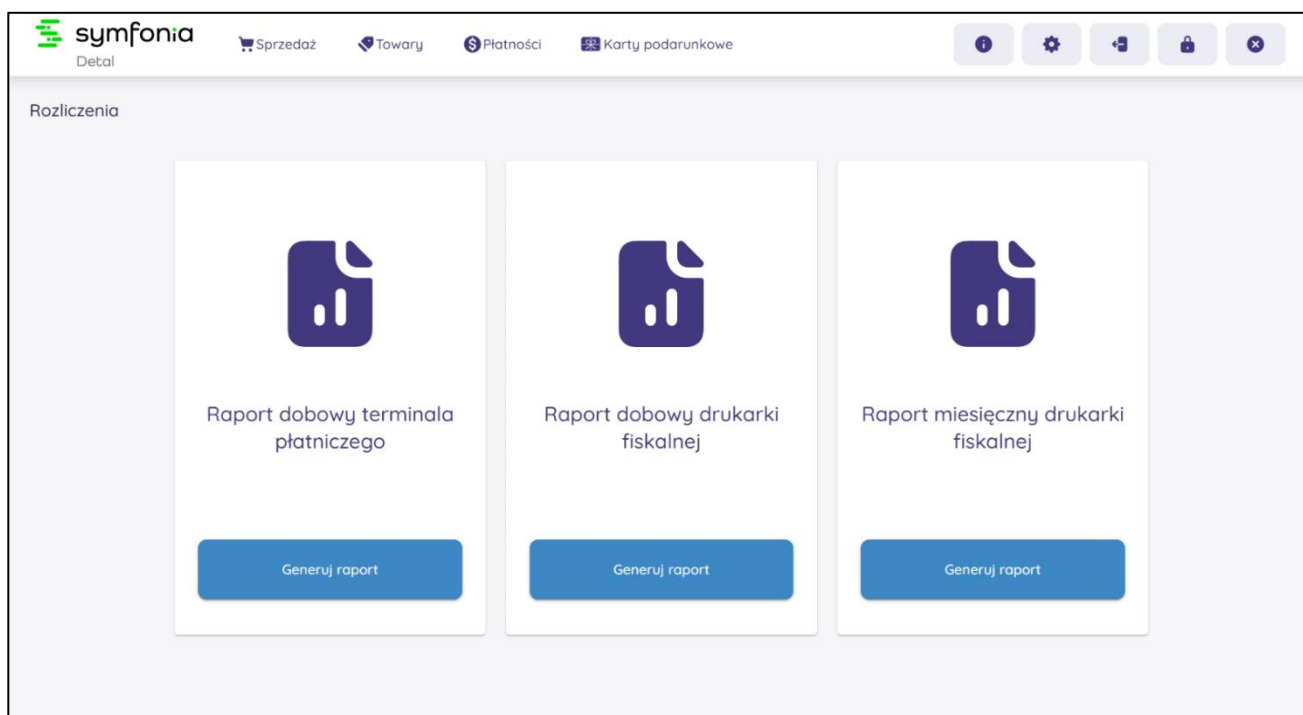 symfonia
Detal
Sprzedaż
Towary
Płatności
Karty podarunkowe
Rozliczenia
Raport dobowy terminala
płatniczego
Generuj raport
Raport dobowy drukarki
fiskalnej
Generuj raport
Raport miesięczny drukarki
fiskalnej
Generuj raport